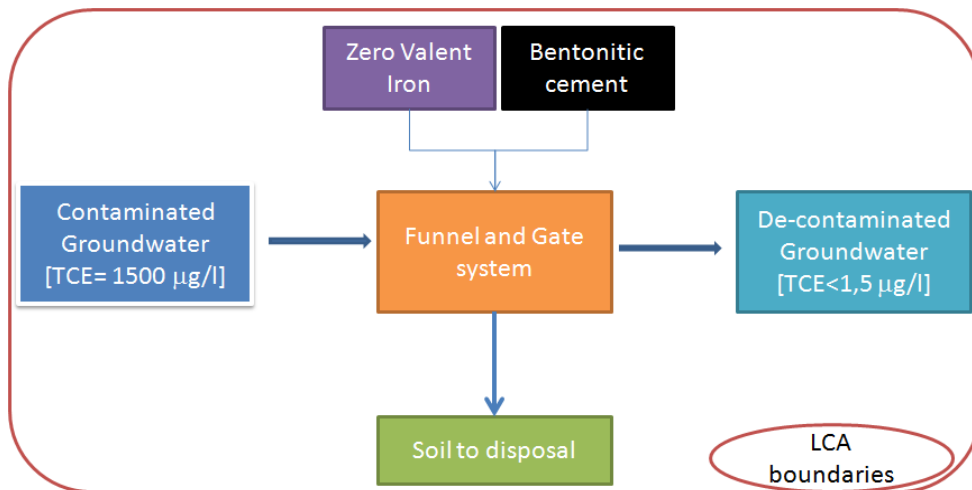 Zero Valent
Iron
Bentonitic
cement
Contaminated
Groundwater
[TCE= 1500 μg/l]
Funnel and Gate
system
De-contaminated
Groundwater
[TCE<1,5 μg/l]
Soil to disposal
LCA
boundaries